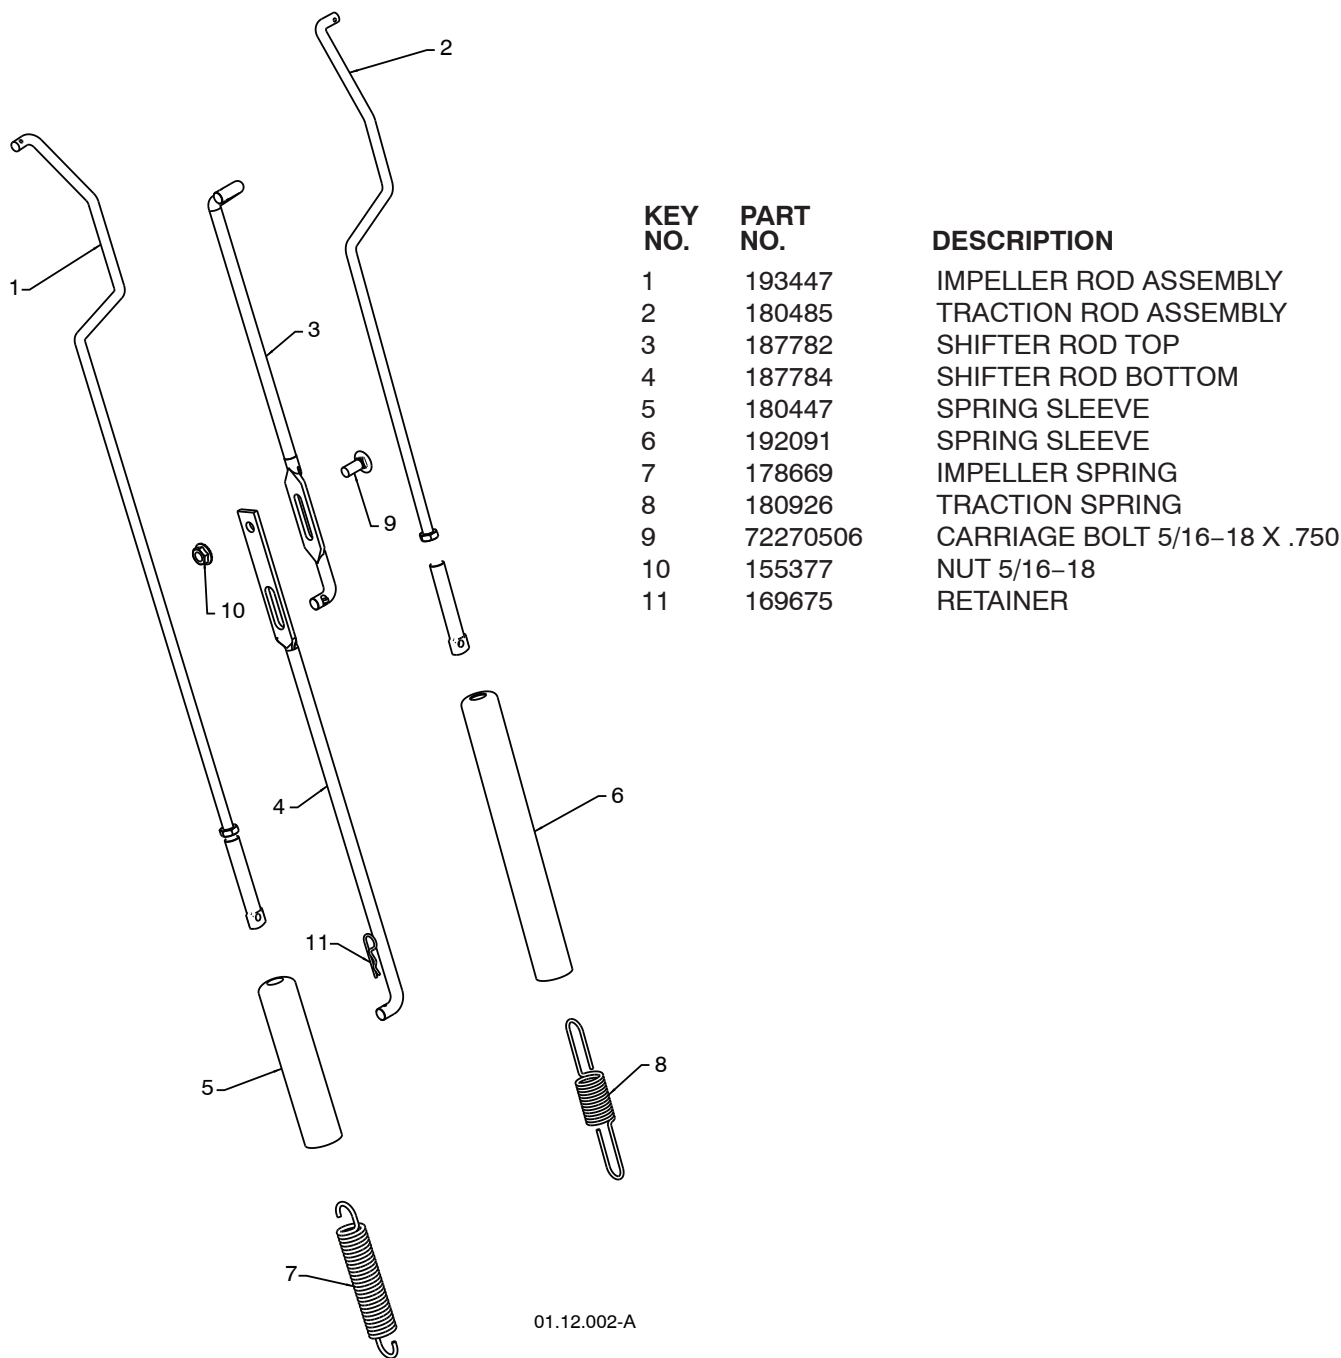 2
1
3
9
10
4
6
11
5
8
7
01.12.002-A
KEY NO. PART NO. DESCRIPTION
1 193447 IMPELLER ROD ASSEMBLY
2 180485 TRACTION ROD ASSEMBLY
3 187782 SHIFTER ROD TOP
4 187784 SHIFTER ROD BOTTOM
5 180447 SPRING SLEEVE
6 192091 SPRING SLEEVE
7 178669 IMPELLER SPRING
8 180926 TRACTION SPRING
9 72270506 CARRIAGE BOLT 5/16–18 X .750
10 155377 NUT 5/16–18
11 169675 RETAINER